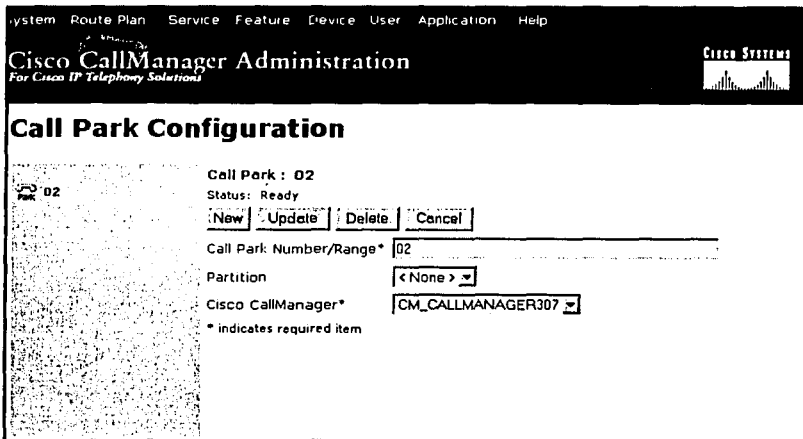 ystem Route Plan Service Feature Device User Application Help
Cisco CallManager Administration
For Cisco IP Telephony Solutions
CISCO SYSTEMS
Call Park Configuration
Park 02
Call Park : 02
Status: Ready
New Update Delete Cancel
Call Park Number/Range* 02
Partition < None >
Cisco CallManager* CM_CALLMANAGER307
* indicates required item